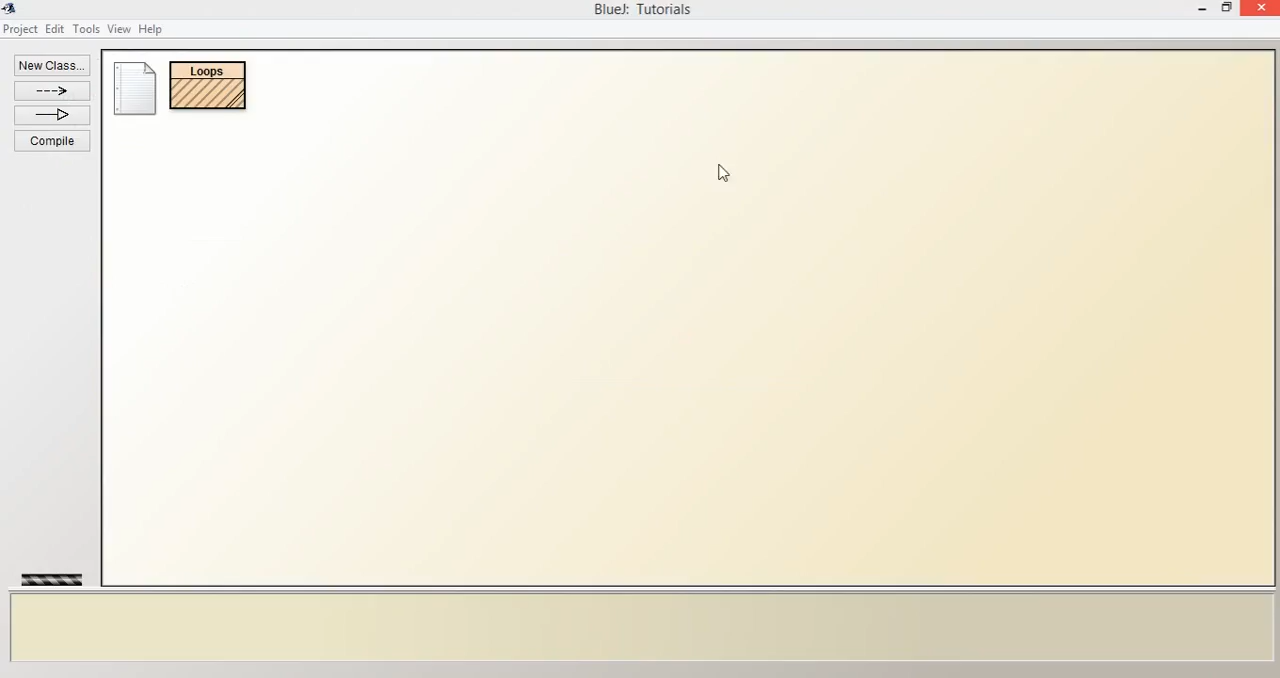 BlueJ: Tutorials
Project Edit Tools View Help
New Class...
Loops
Compile